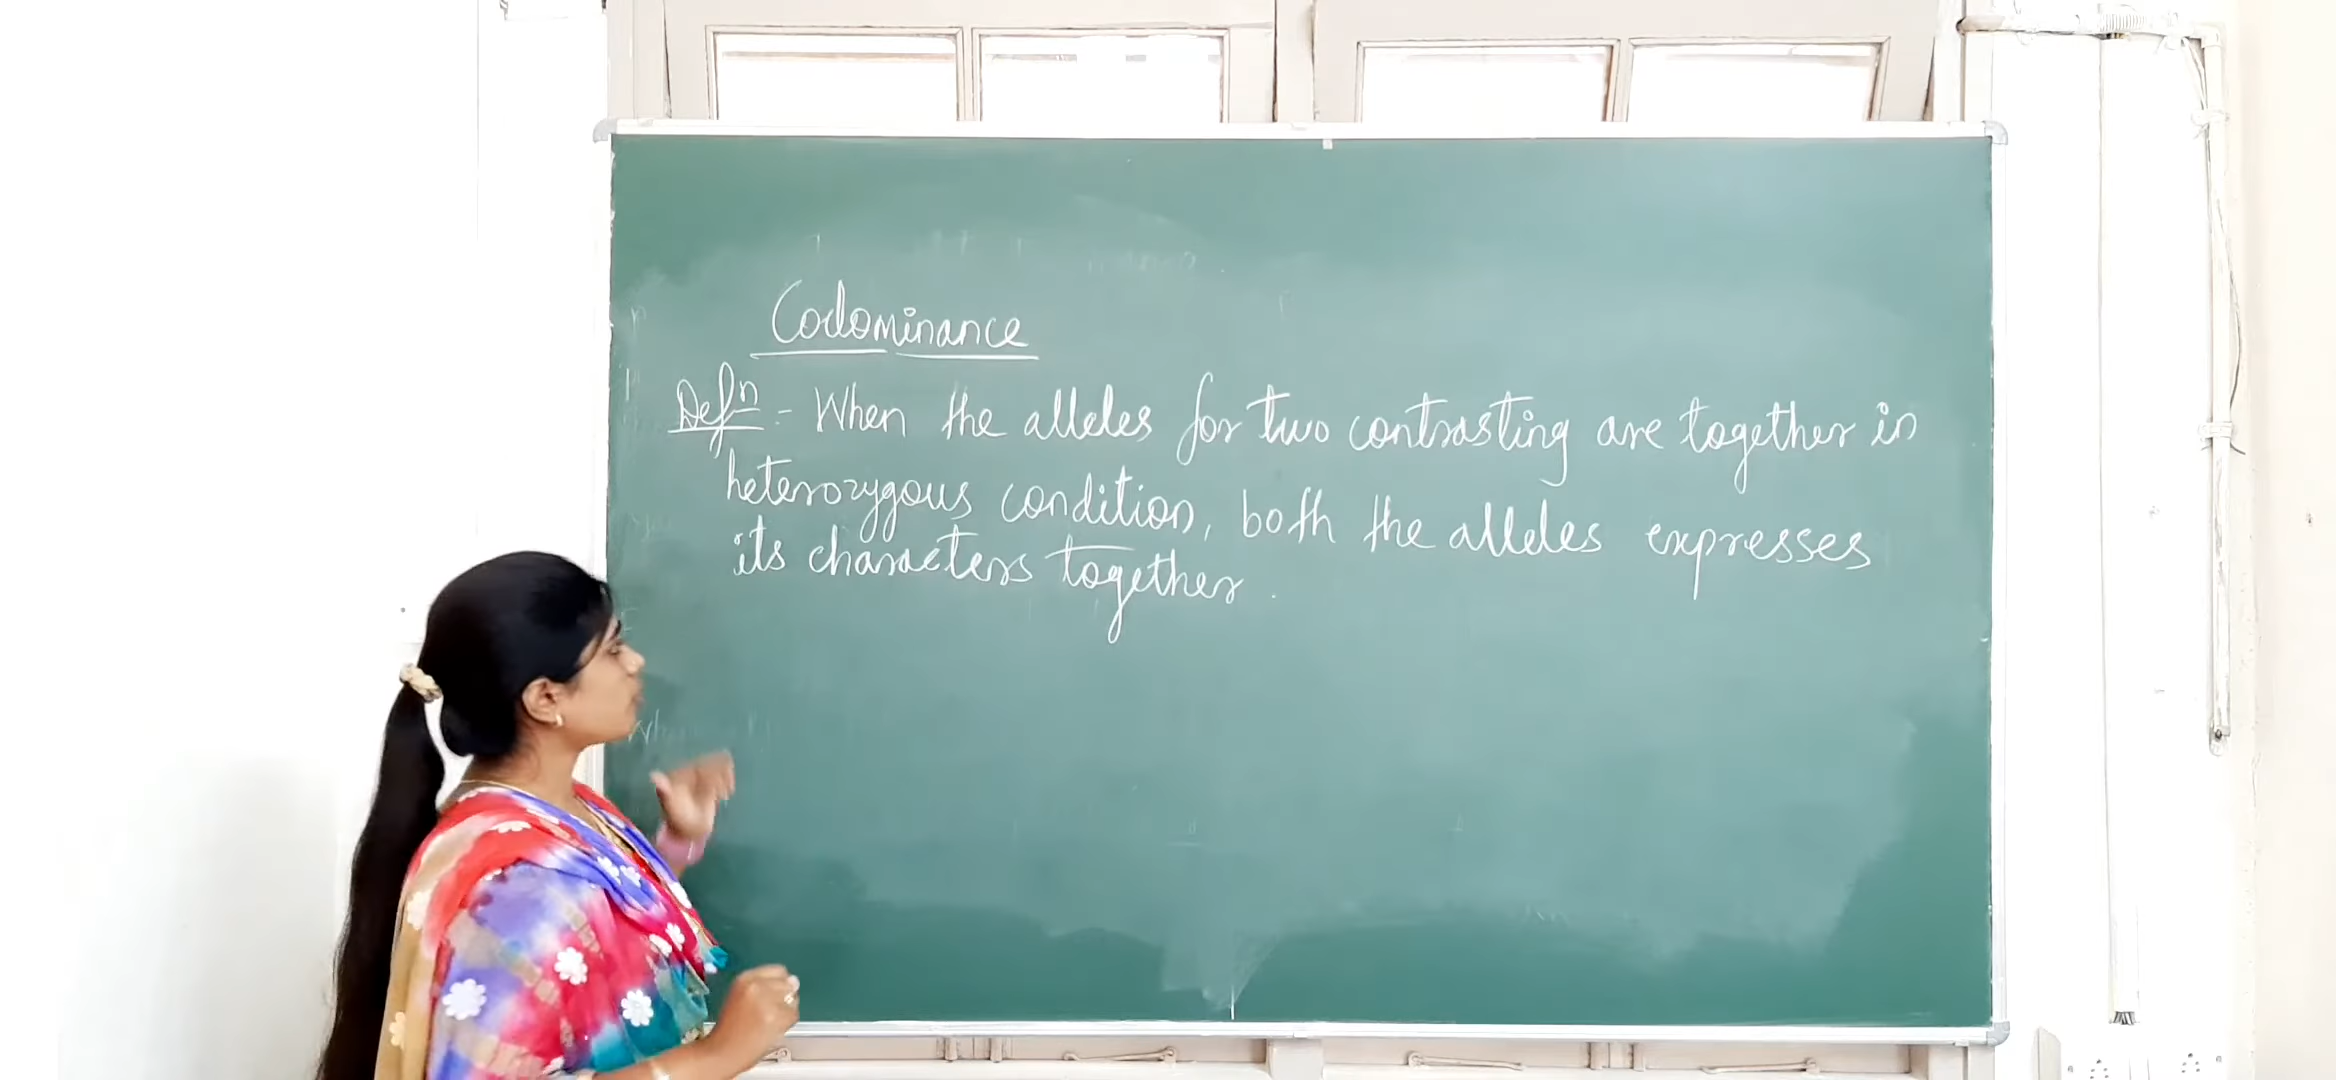 Codominance
Defn - When the alleles for two contrasting are together in
heterozygous condition, both the alleles expresses
its characters together.